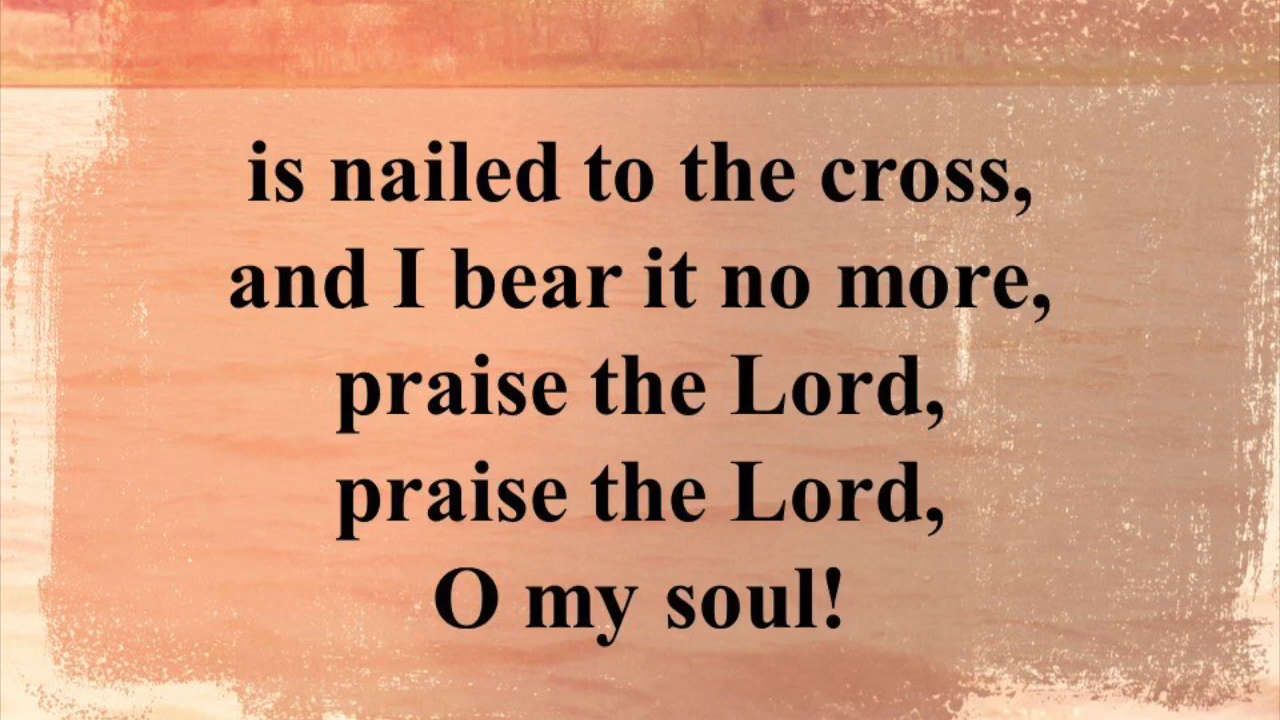 is nailed to the cross,
and I bear it no more,
praise the Lord,
praise the Lord,
O my soul!